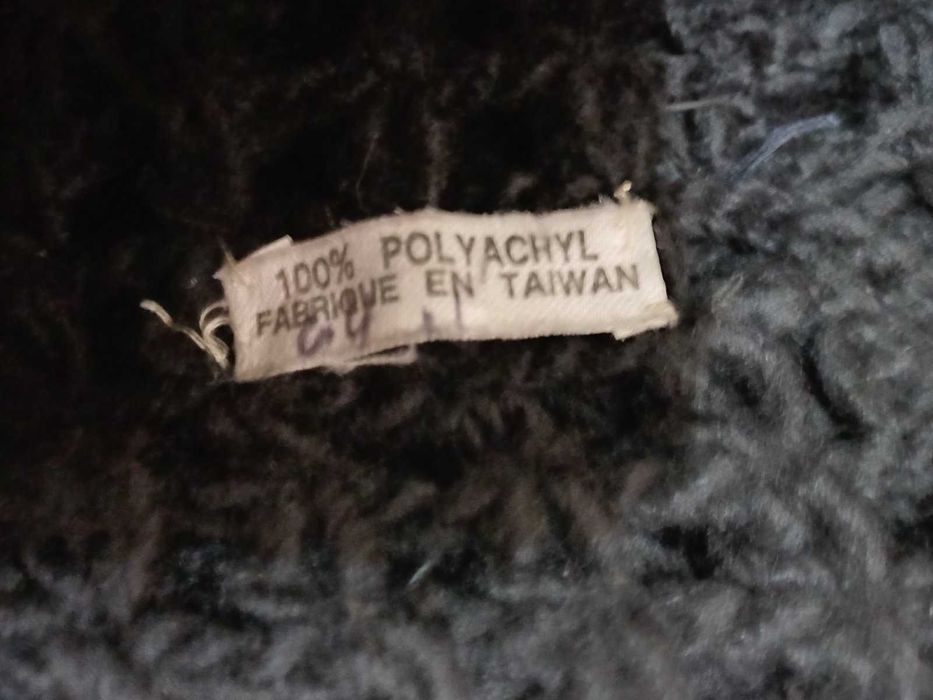 100% POLYACHYL
FABRIQUE EN TAIWAN